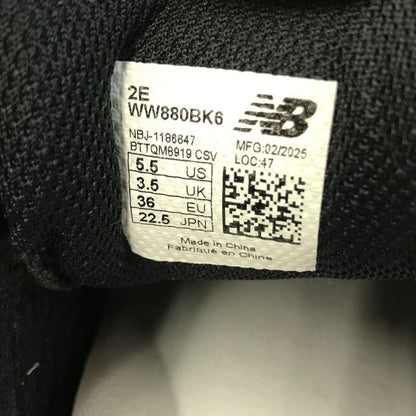 2E
WW880BK6
NB
NBJ-1186647
BTTQM8919 CSV
MFG:02/2025
LOC:47
5.5 US
3.5 UK
36 EU
22.5 JPN
Made in China
Fabriqué en Chine